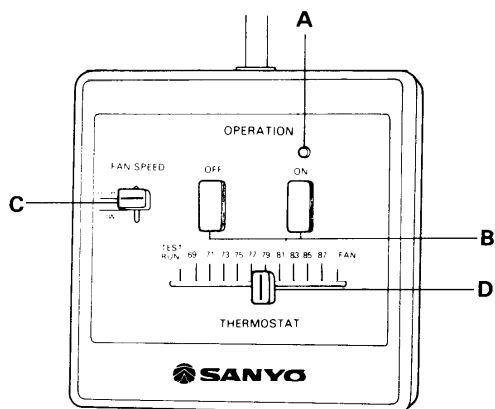 A
OPERATION
FAN SPEED
OFF
ON
C
B
TEST
RUN 69 71 73 75 77 79 81 83 85 87 FAN
D
THERMOSTAT
SANYO